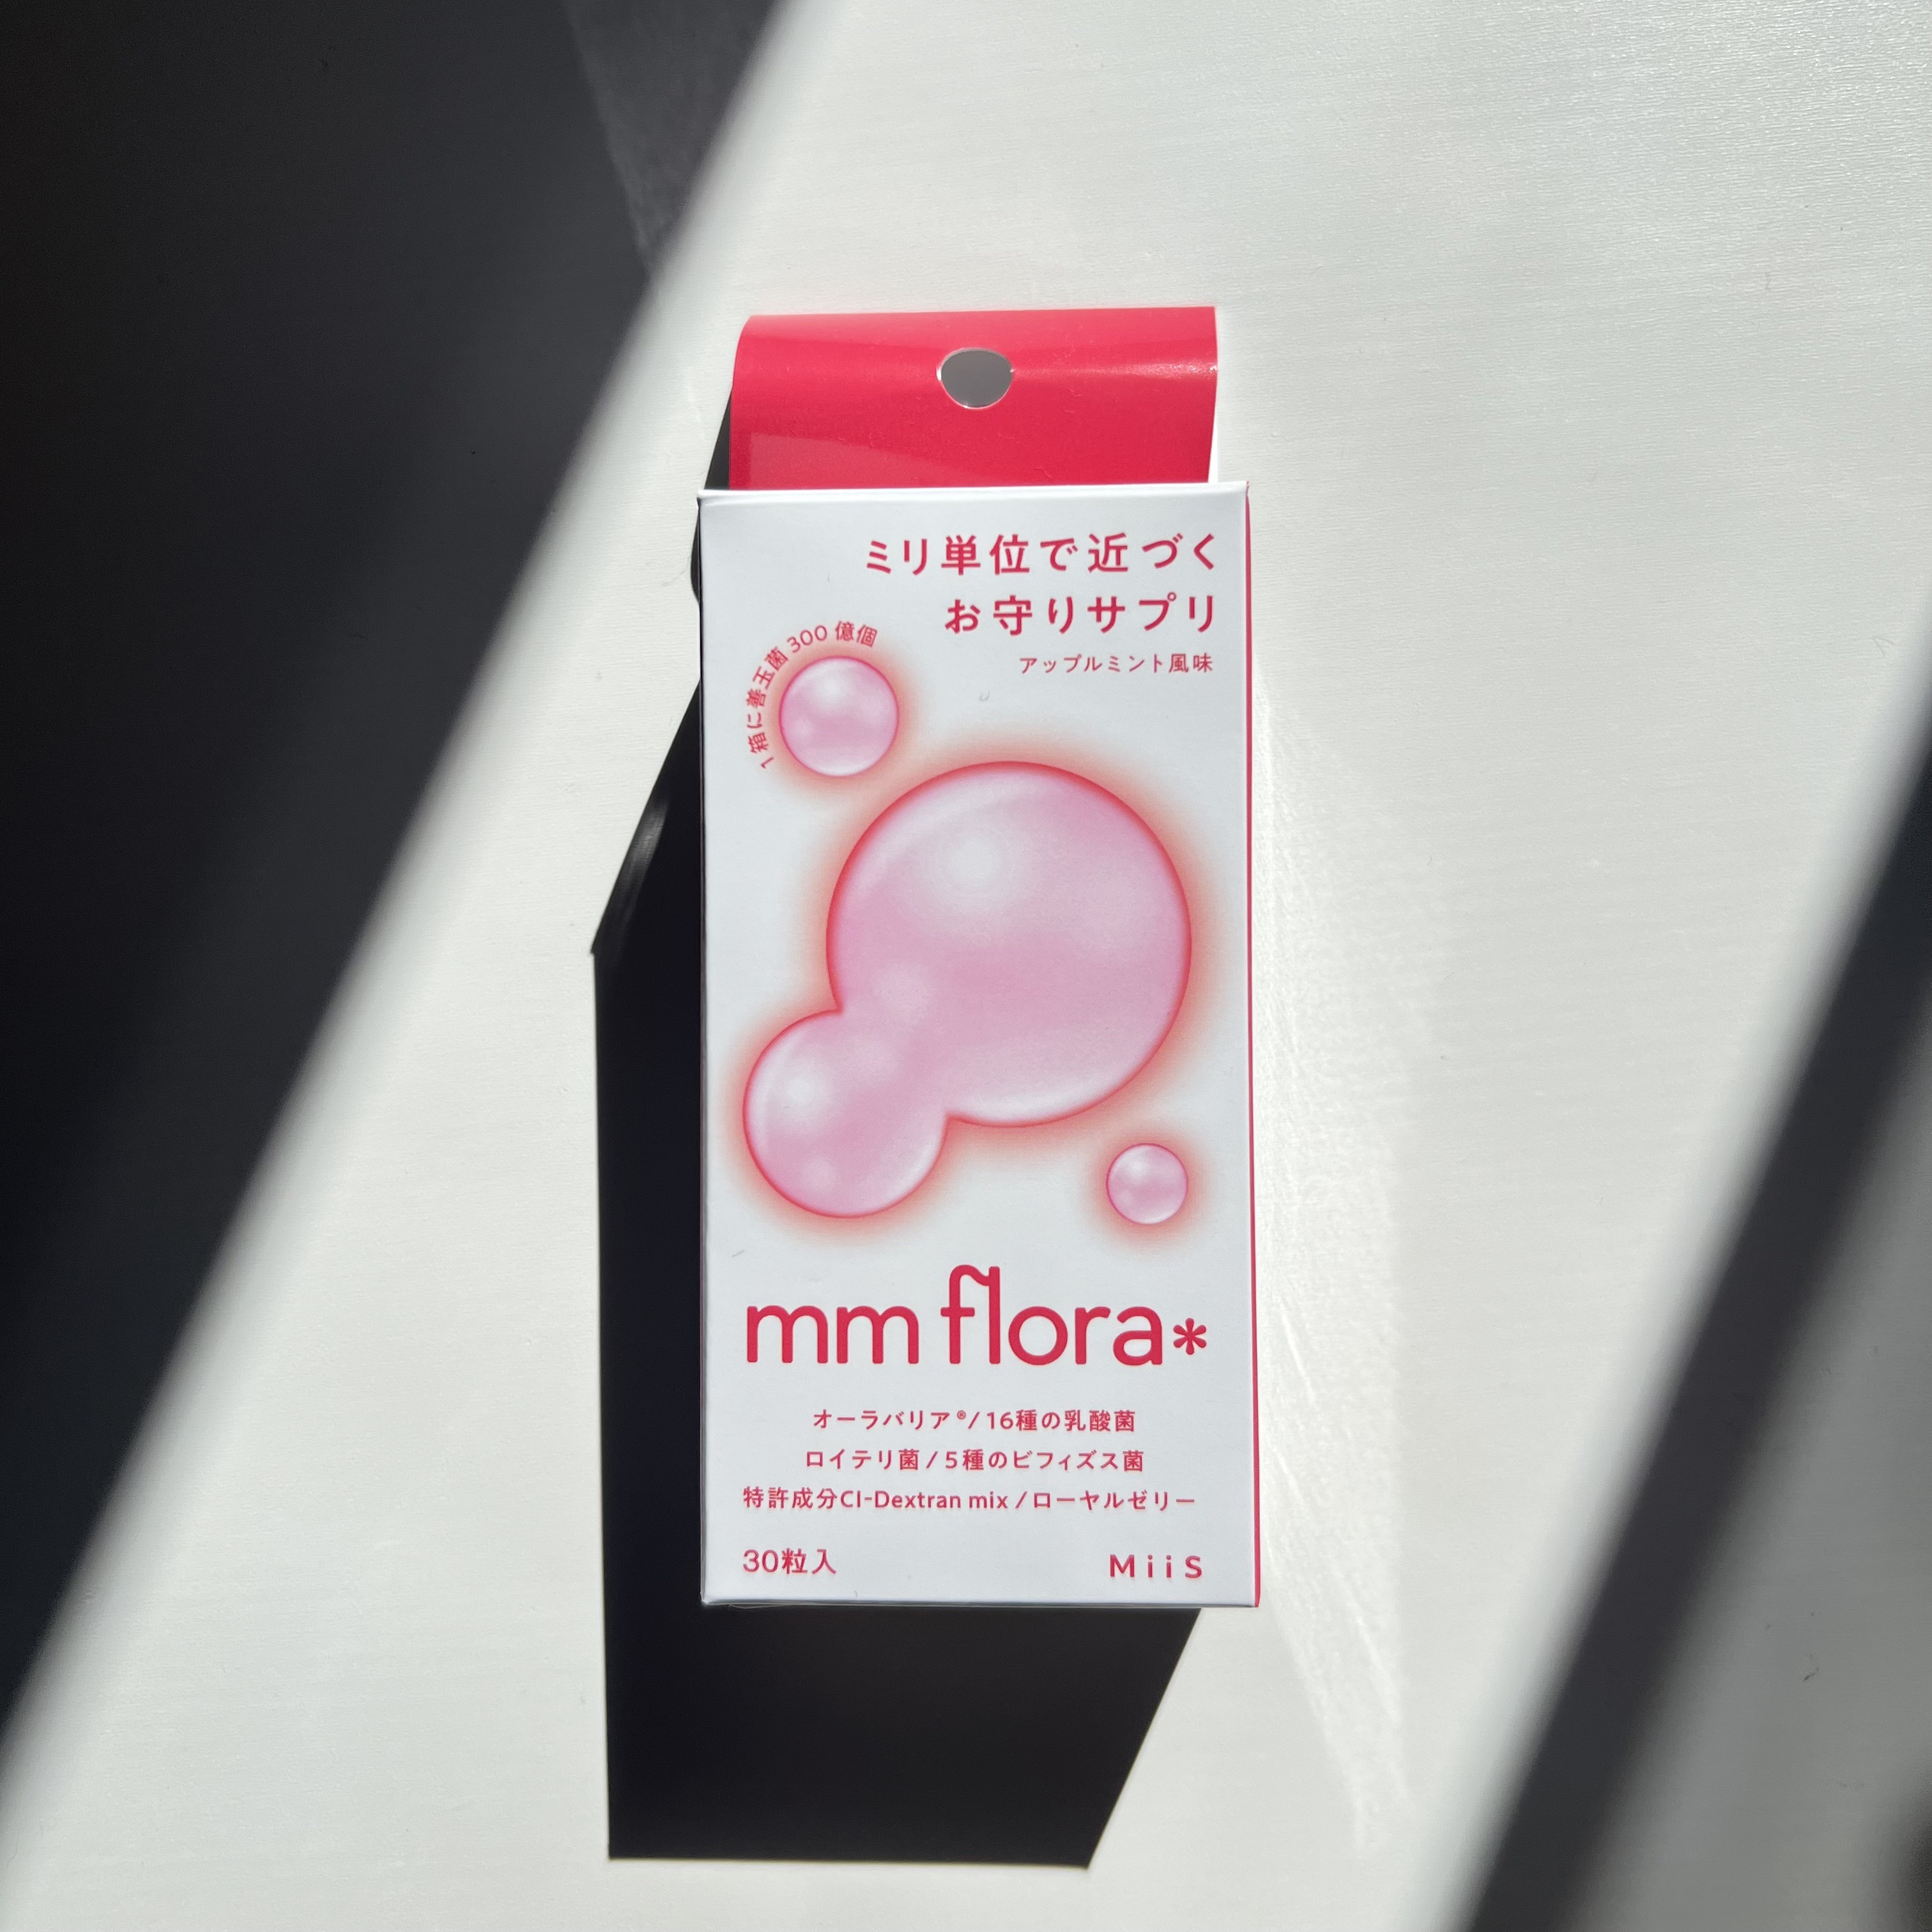 ミリ単位で近づく
お守りサプリ
アップルミント風味
1箱に善玉菌300億個
mm flora*
オーラバリア®/16種の乳酸菌
ロイテリ菌/5種のビフィズス菌
特許成分CI-Dextran mix/ローヤルゼリー
30粒入
MiiS